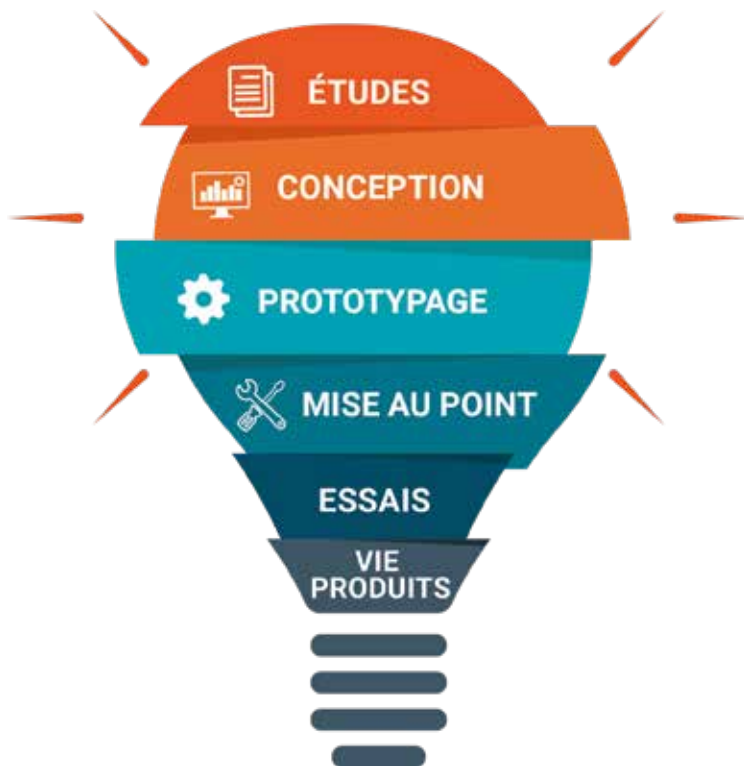 ÉTUDES
CONCEPTION
PROTOTYPAGE
MISE AU POINT
ESSAIS
VIE
PRODUITS